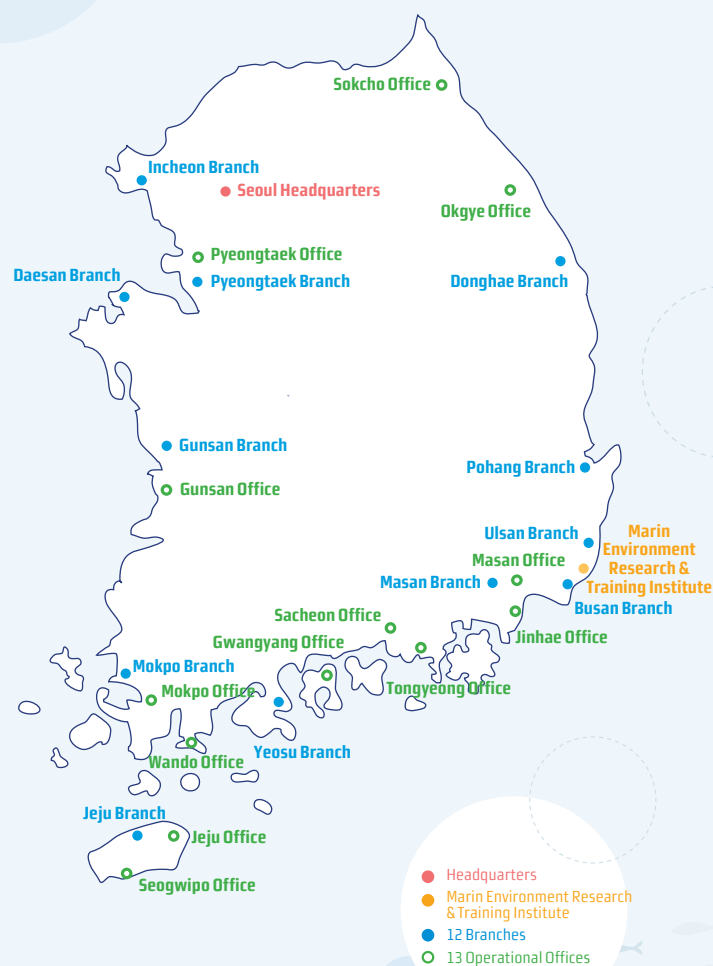 Sokcho Office
Incheon Branch
Seoul Headquarters
Okgye Office
Pyeongtaek Office
Daesan Branch
Pyeongtaek Branch
Donghae Branch
Gunsan Branch
Pohang Branch
Gunsan Office
Ulsan Branch
Marin
Environment
Research &
Training Institute
Masan Office
Masan Branch
Busan Branch
Sacheon Office
Jinhae Office
Gwangyang Office
Mokpo Branch
Mokpo Office
Tongyeong Office
Yeosu Branch
Wando Office
Jeju Branch
Jeju Office
Seogwipo Office
Headquarters
Marin Environment Research
& Training Institute
12 Branches
13 Operational Offices